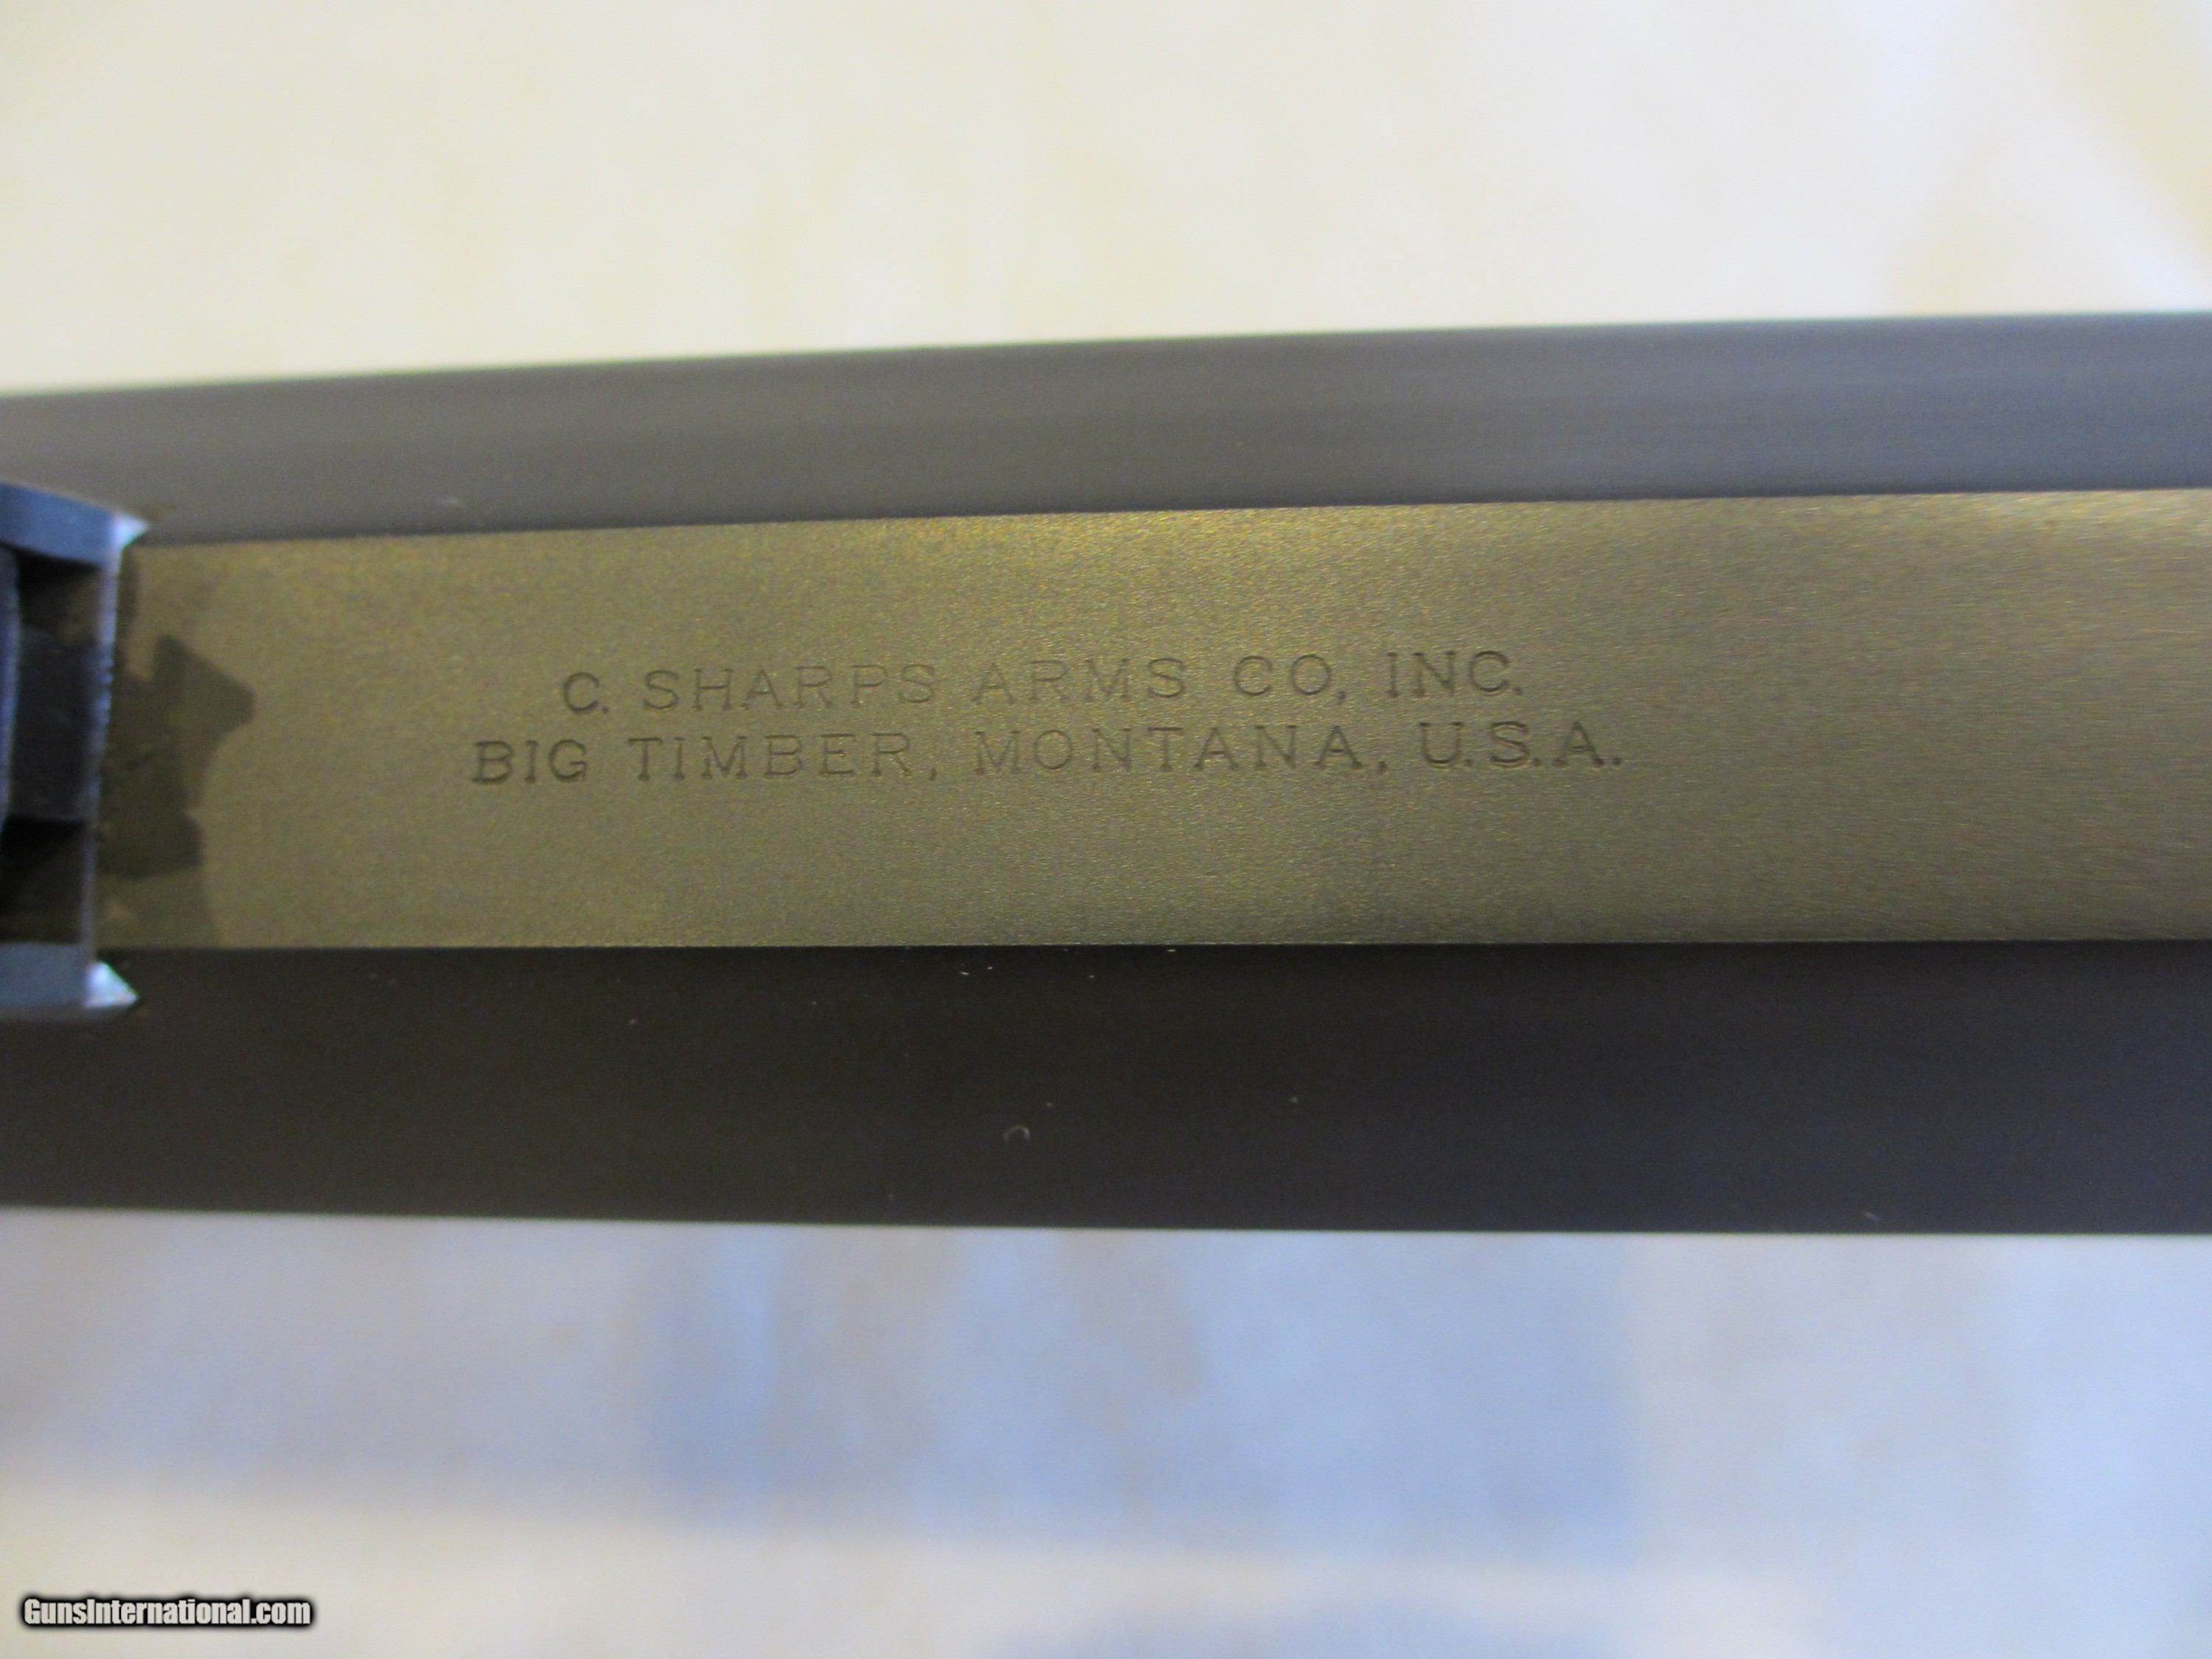 C. SHARPS ARMS CO, INC.
BIG TIMBER, MONTANA, U.S.A.
GunsInternational.com